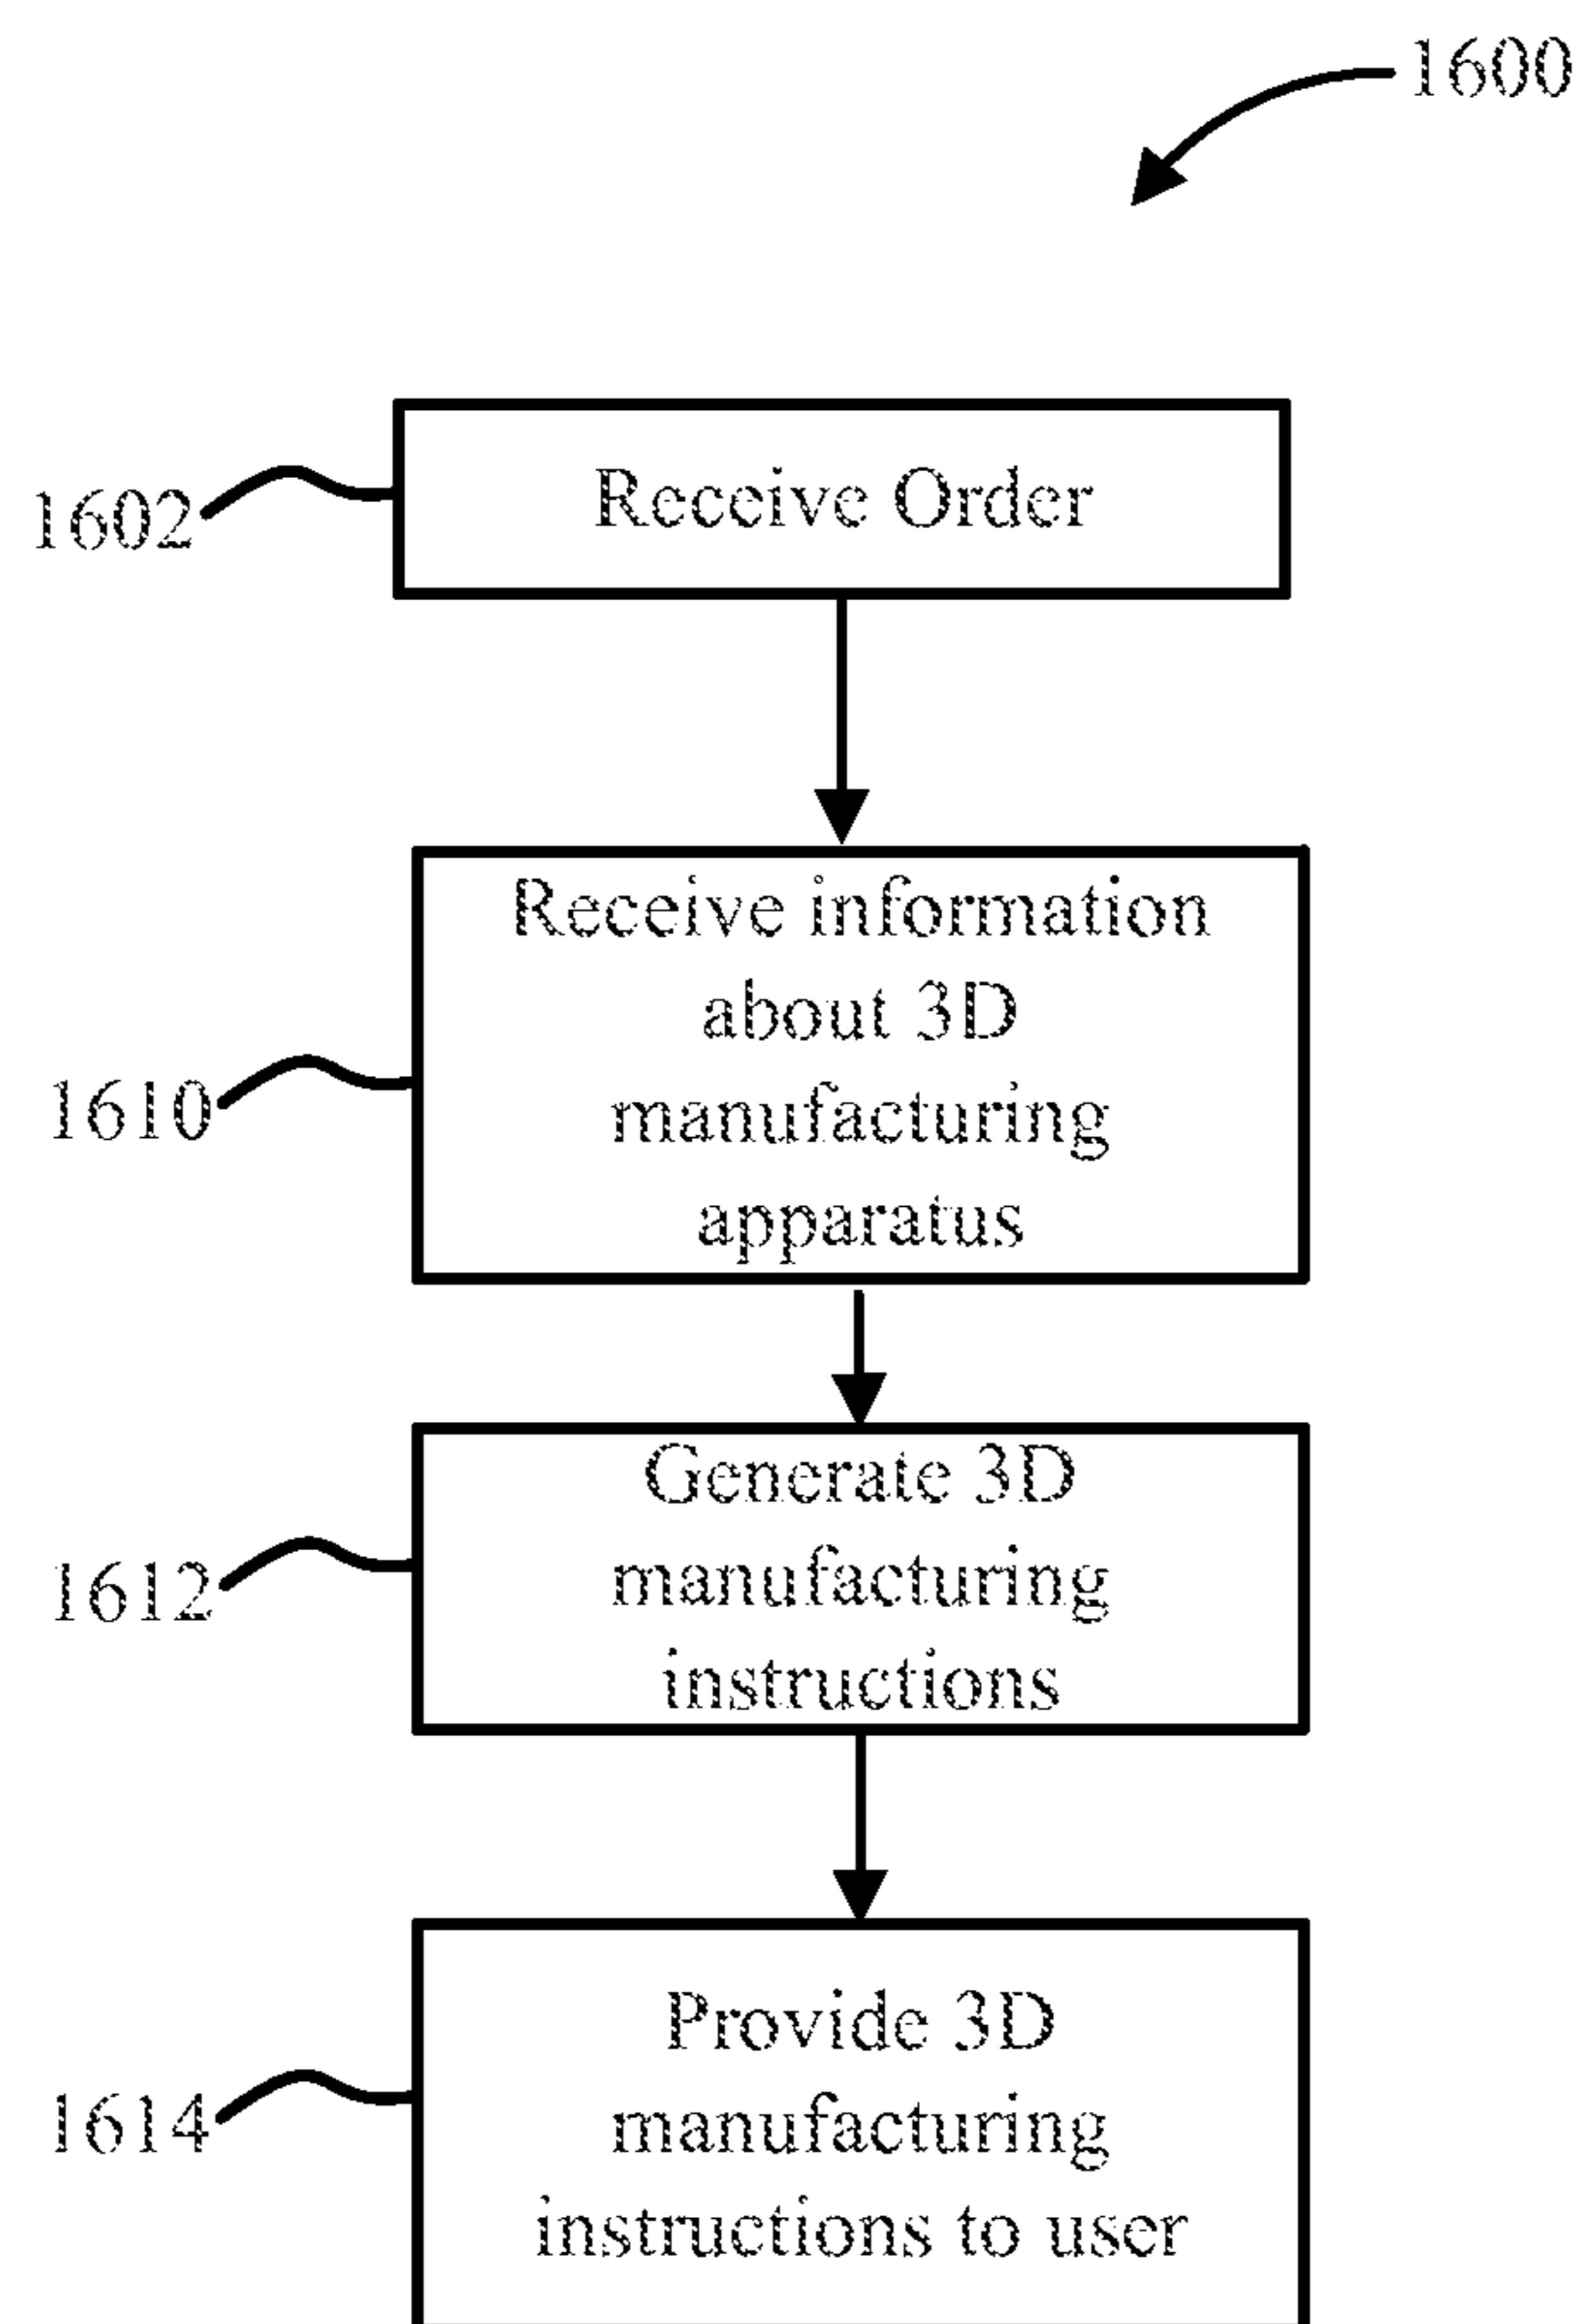 1600
1602
Receive Order
Receive information
about 3D
1610
manufacturing
apparatus
Generate 3D
1612
manufacturing
instructions
Provide 3D
1614
manufacturing
instructions to user